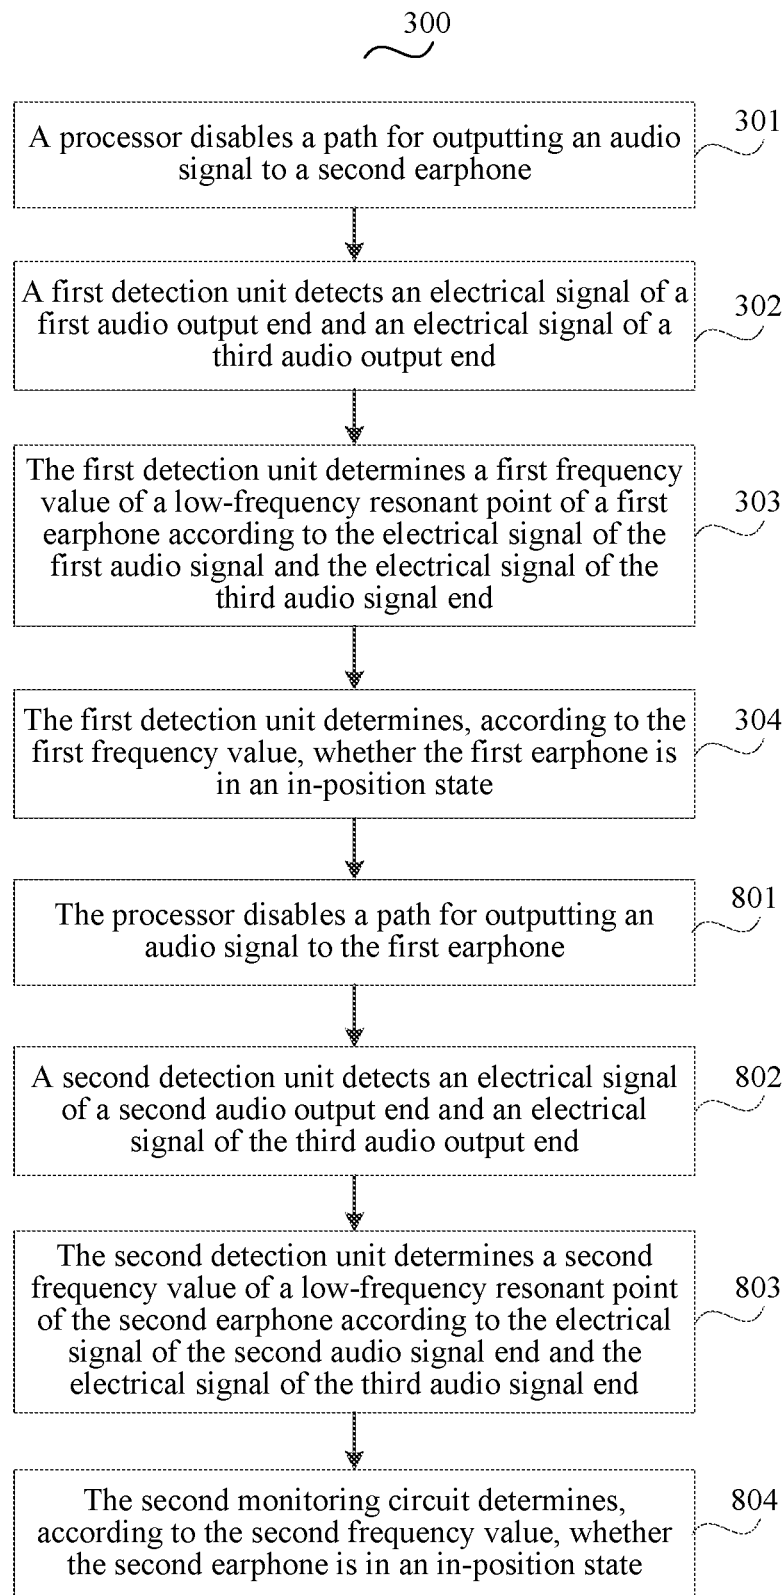 300
A processor disables a path for outputting an audio
signal to a second earphone
301
A first detection unit detects an electrical signal of a
first audio output end and an electrical signal of a
third audio output end
302
The first detection unit determines a first frequency
value of a low-frequency resonant point of a first
earphone according to the electrical signal of the
first audio signal and the electrical signal of the
third audio signal end
303
The first detection unit determines, according to the
first frequency value, whether the first earphone is
in an in-position state
304
The processor disables a path for outputting an
audio signal to the first earphone
801
A second detection unit detects an electrical signal
of a second audio output end and an electrical
signal of the third audio output end
802
The second detection unit determines a second
frequency value of a low-frequency resonant point
of the second earphone according to the electrical
signal of the second audio signal end and the
electrical signal of the third audio signal end
803
The second monitoring circuit determines,
according to the second frequency value, whether
the second earphone is in an in-position state
804